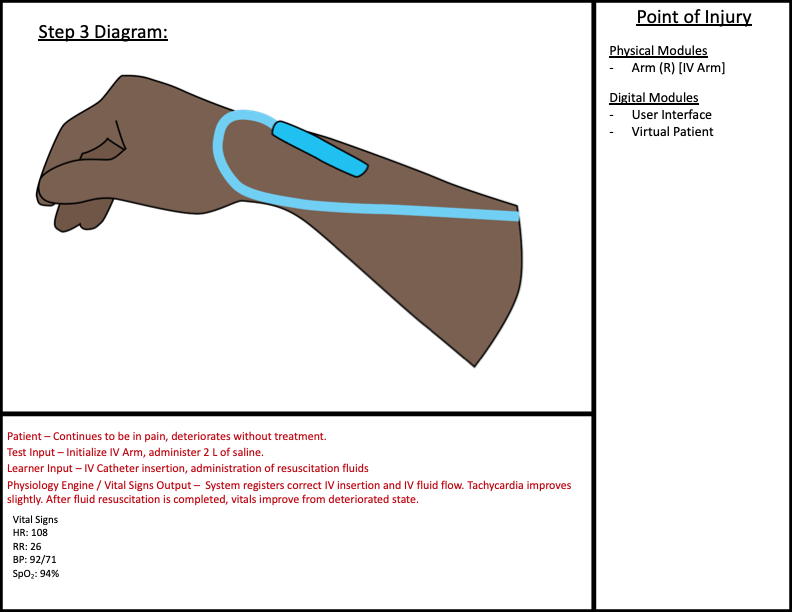 Step 3 Diagram:
Patient – Continues to be in pain, deteriorates without treatment.
Test Input – Initialize IV Arm, administer 2 L of saline.
Learner Input – IV Catheter insertion, administration of resuscitation fluids
Physiology Engine / Vital Signs Output – System registers correct IV insertion and IV fluid flow. Tachycardia improves
slightly. After fluid resuscitation is completed, vitals improve from deteriorated state.
Vital Signs
HR: 108
RR: 26
BP: 92/71
SpO₂: 94%
Point of Injury
Physical Modules
- Arm (R) [IV Arm]
Digital Modules
- User Interface
- Virtual Patient